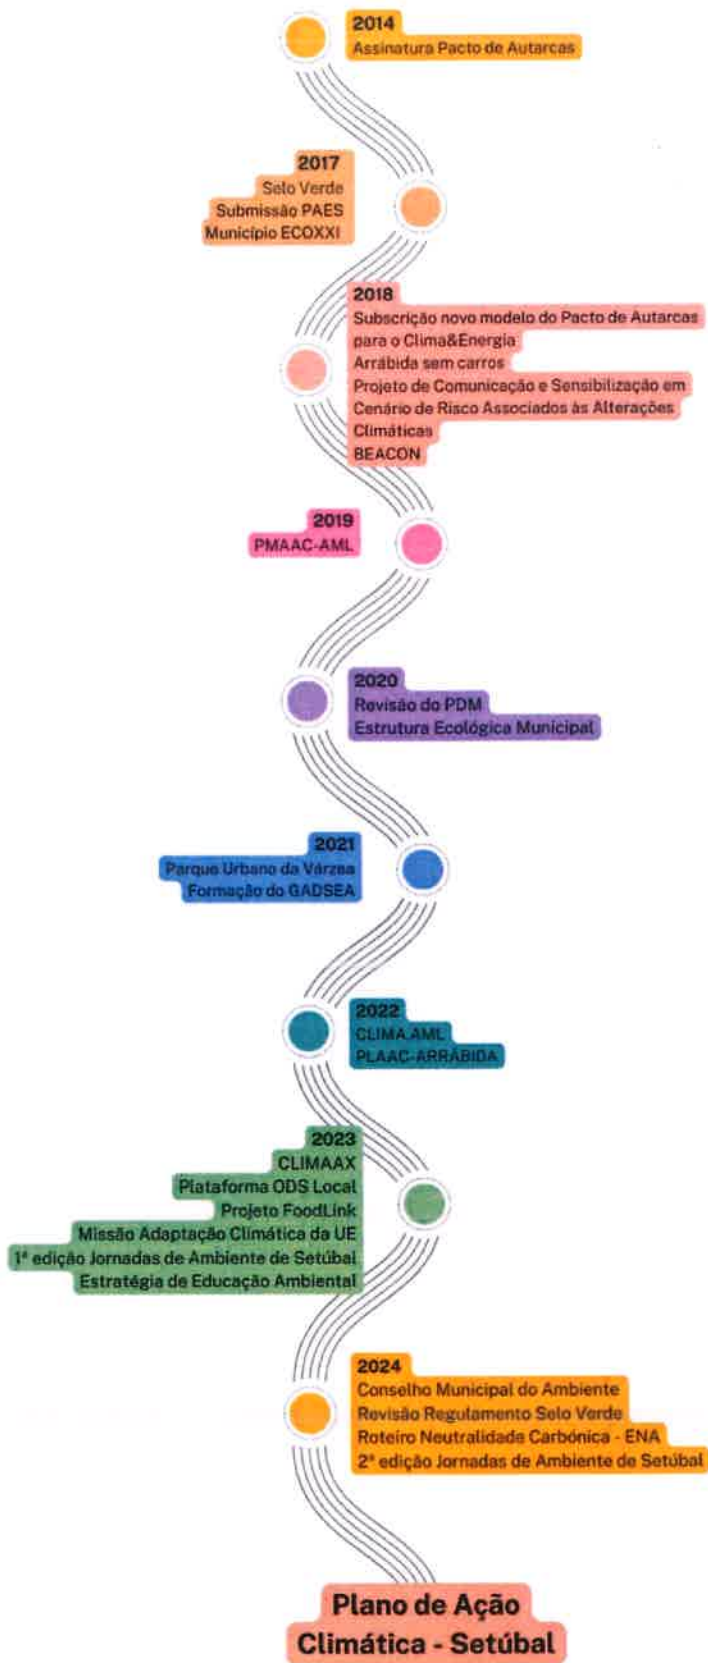 2014
Assinatura Pacto de Autarcas
2017
Selo Verde
Submissão PAES
Município ECOXXI
2018
Subscrição novo modelo do Pacto de Autarcas
para o Clima&Energia
Arrábida sem carros
Projeto de Comunicação e Sensibilização em
Cenário de Risco Associados às Alterações
Climáticas
BEACON
2019
PMAAC-AML
2020
Revisão do PDM
Estrutura Ecológica Municipal
2021
Parque Urbano da Várzea
Formação do GADSEA
2022
CLIMA.AML
PLAAC-ARRÁBIDA
2023
CLIMAAX
Plataforma ODS Local
Projeto FoodLink
Missão Adaptação Climática da UE
1ª edição Jornadas de Ambiente de Setúbal
Estratégia de Educação Ambiental
2024
Conselho Municipal do Ambiente
Revisão Regulamento Selo Verde
Roteiro Neutralidade Carbónica - ENA
2ª edição Jornadas de Ambiente de Setúbal
Plano de Ação
Climática - Setúbal